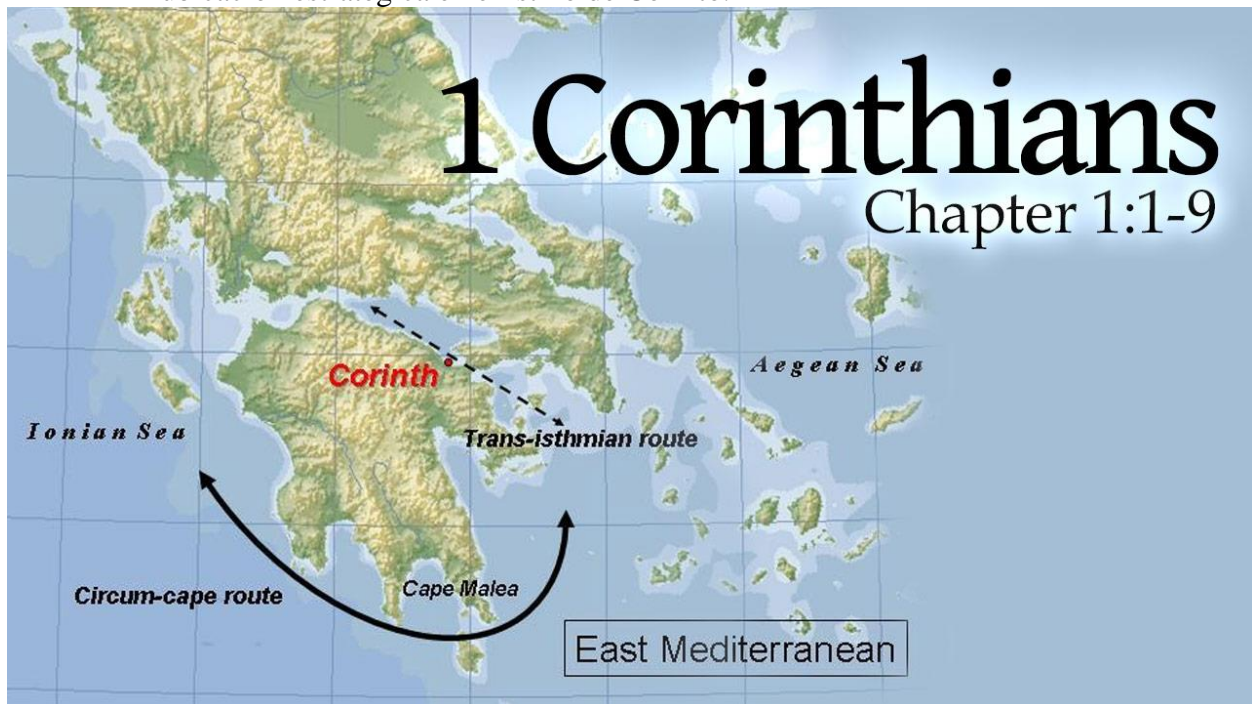 1 Corinthians
Chapter 1:1-9
Aegean Sea
Corinth
Ionian Sea
Trans-isthmian route
Circum-cape route
Cape Malea
East Mediterranean